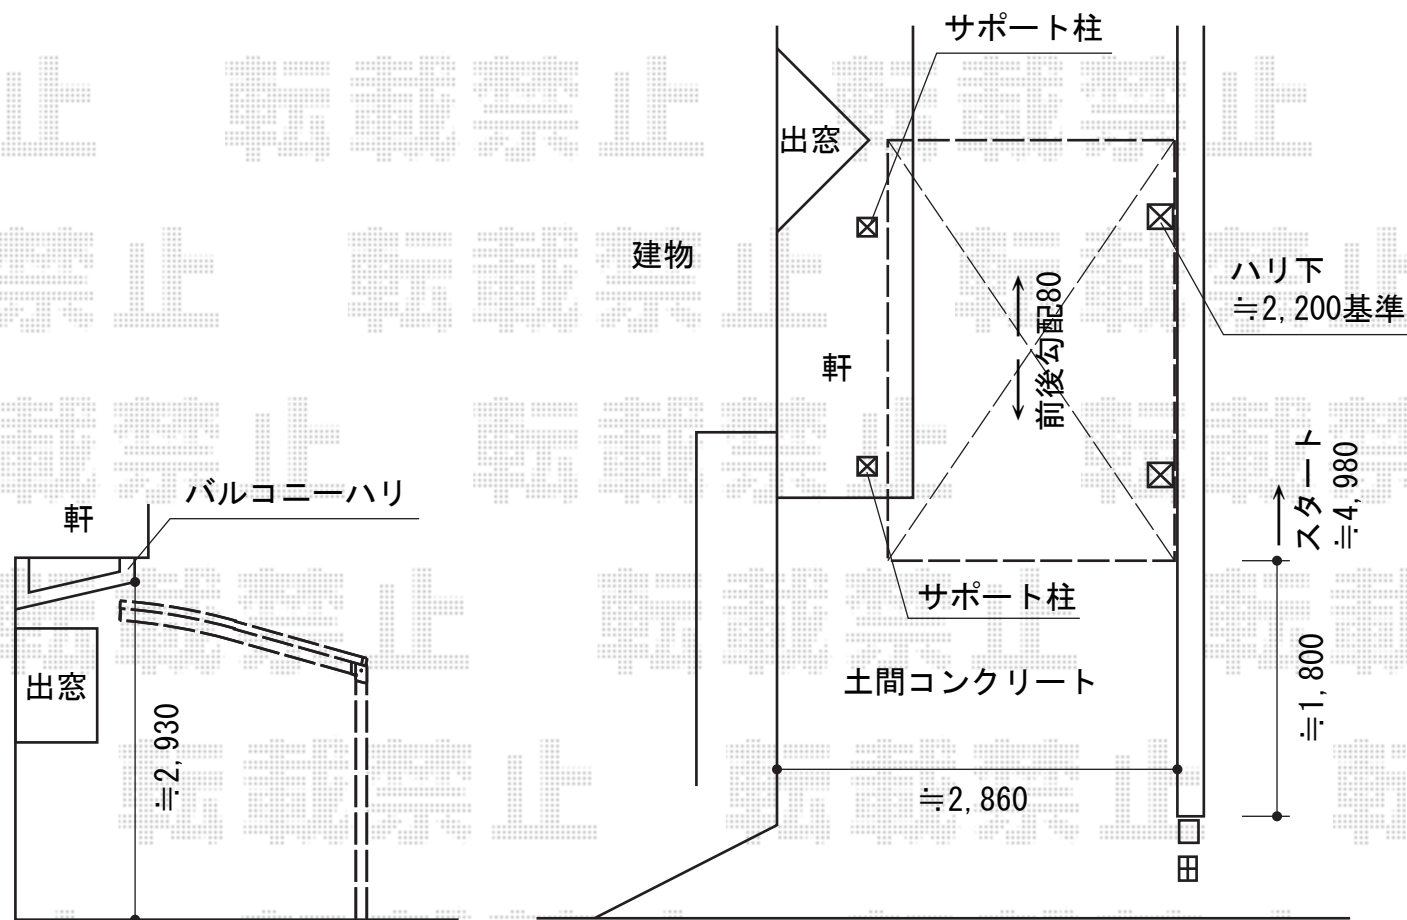 サポート柱
出窓
建物
ハリ下
≒2,200基準
前後勾配80
軒
スタート
≒4,980
バルコニーハリ
軒
サポート柱
出窓
土間コンクリート
≒2,930
≒1,800
≒2,860
転載禁止